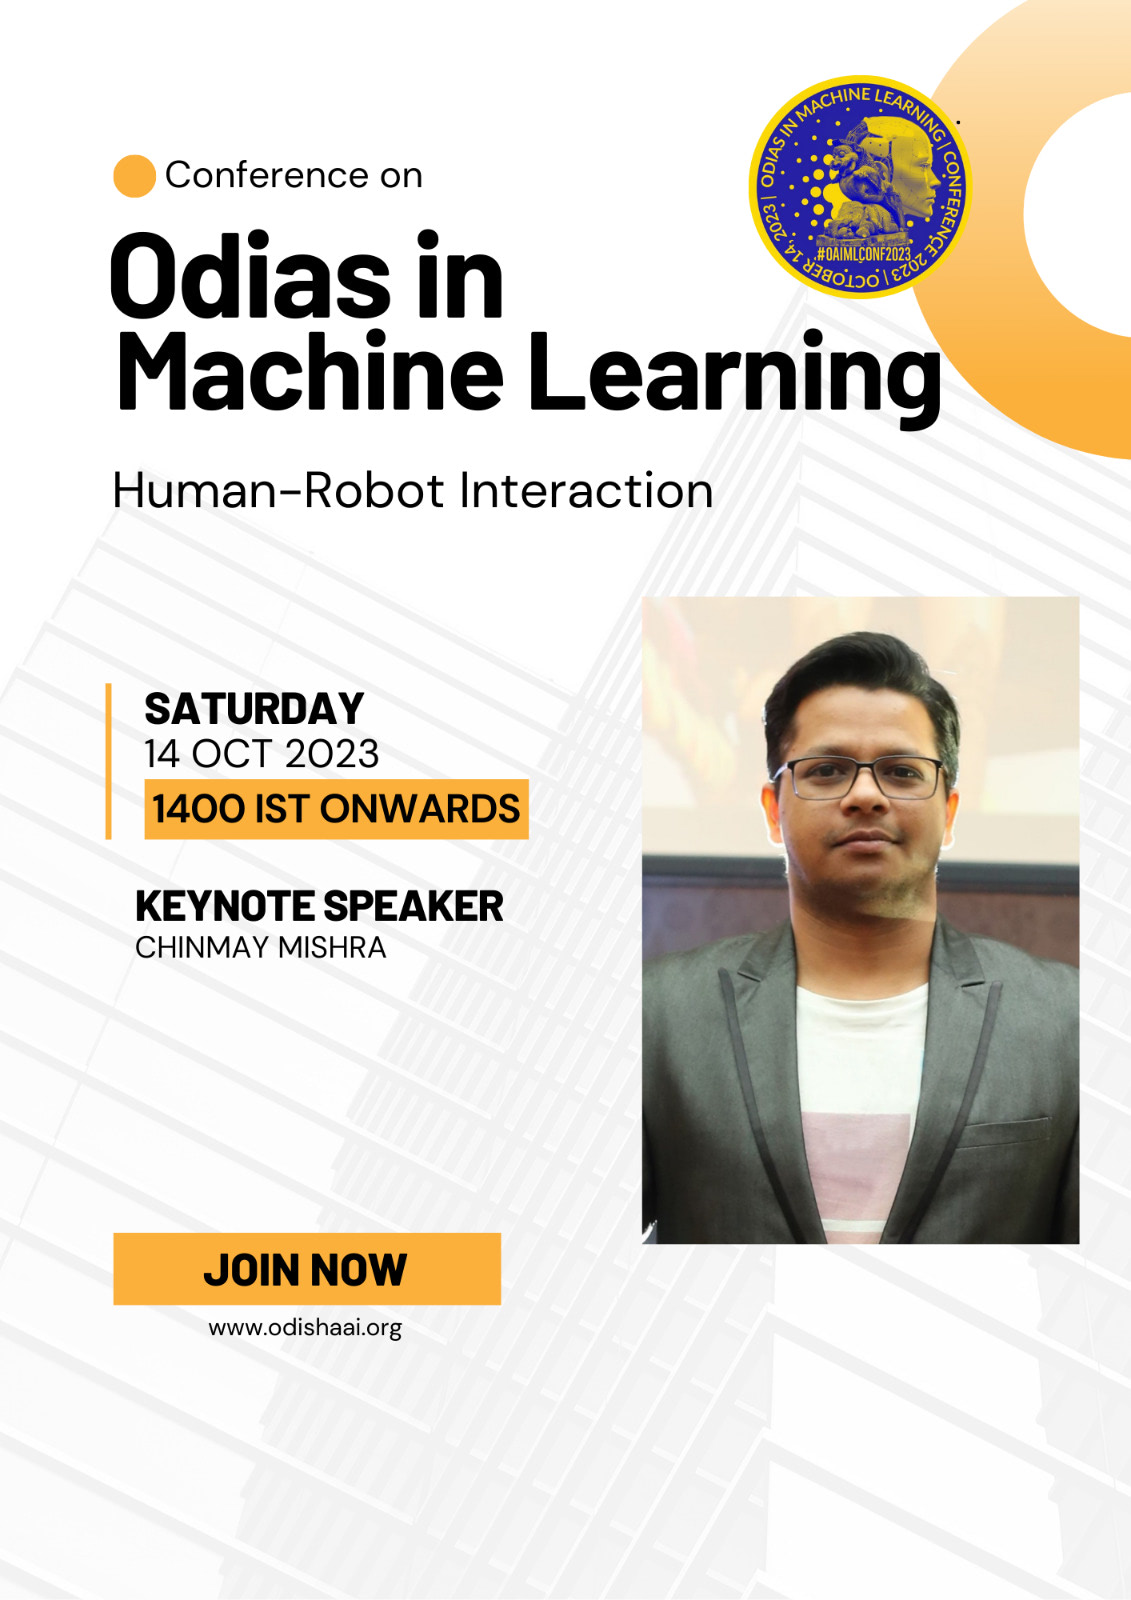 Conference on
Odias in
Machine Learning
Human-Robot Interaction
ODIAS IN MACHINE LEARNING | CONFERENCE 2023 | OCTOBER 14, 2023 |
#OAIMLCONF2023
SATURDAY
14 OCT 2023
1400 IST ONWARDS
KEYNOTE SPEAKER
CHINMAY MISHRA
JOIN NOW
www.odishaai.org